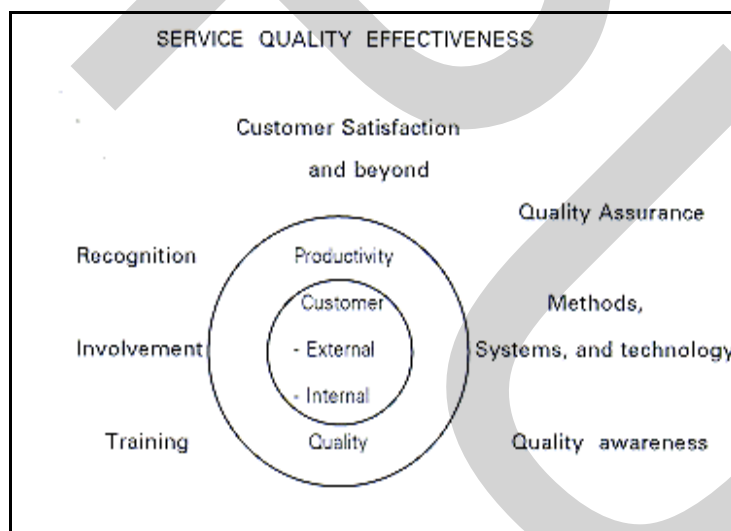 SERVICE QUALITY EFFECTIVENESS
Customer Satisfaction
and beyond
Quality Assurance
Recognition
Productivity
Customer
Methods,
Involvement
- External
Systems, and technology
- Internal
Training
Quality
Quality awareness